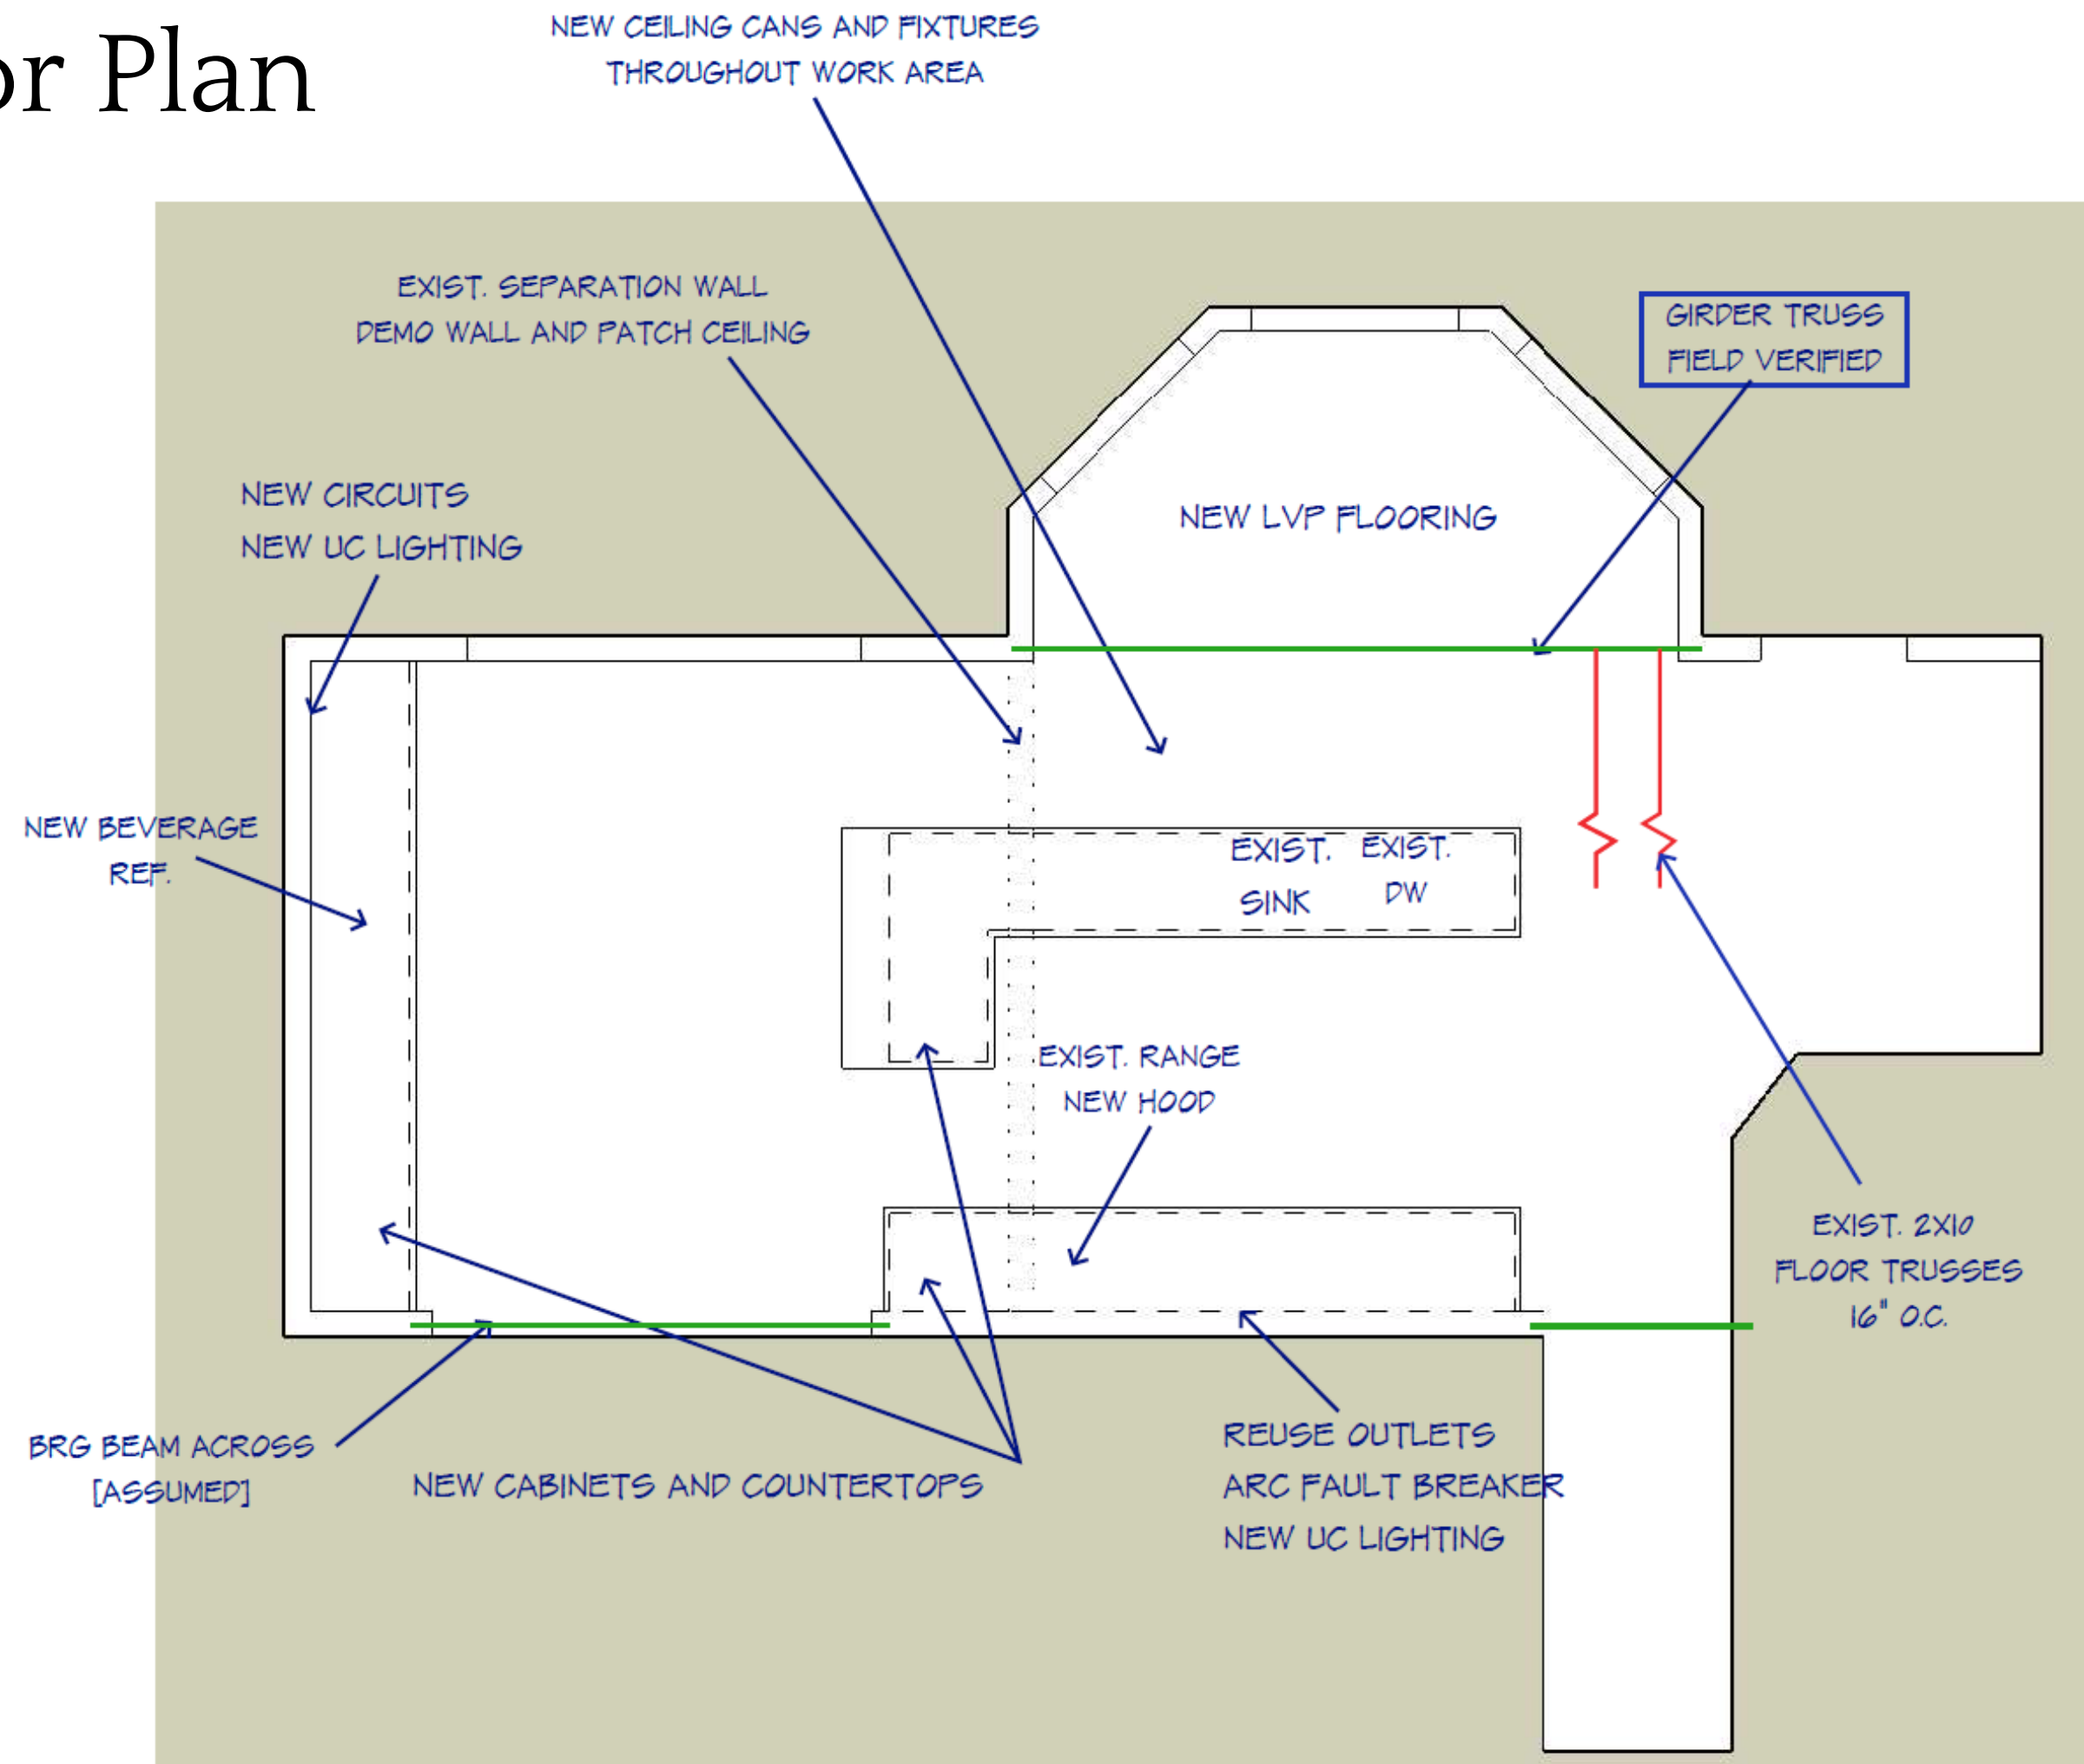 or Plan
NEW CEILING CANS AND FIXTURES
THROUGHOUT WORK AREA
EXIST. SEPARATION WALL
DEMO WALL AND PATCH CEILING
GIRDER TRUSS
FIELD VERIFIED
NEW CIRCUITS
NEW UC LIGHTING
NEW LVP FLOORING
NEW BEVERAGE
REF.
EXIST.
SINK
EXIST.
DW
EXIST. RANGE
NEW HOOD
EXIST. 2X10
FLOOR TRUSSES
16" O.C.
BRG BEAM ACROSS
[ASSUMED]
NEW CABINETS AND COUNTERTOPS
REUSE OUTLETS
ARC FAULT BREAKER
NEW UC LIGHTING